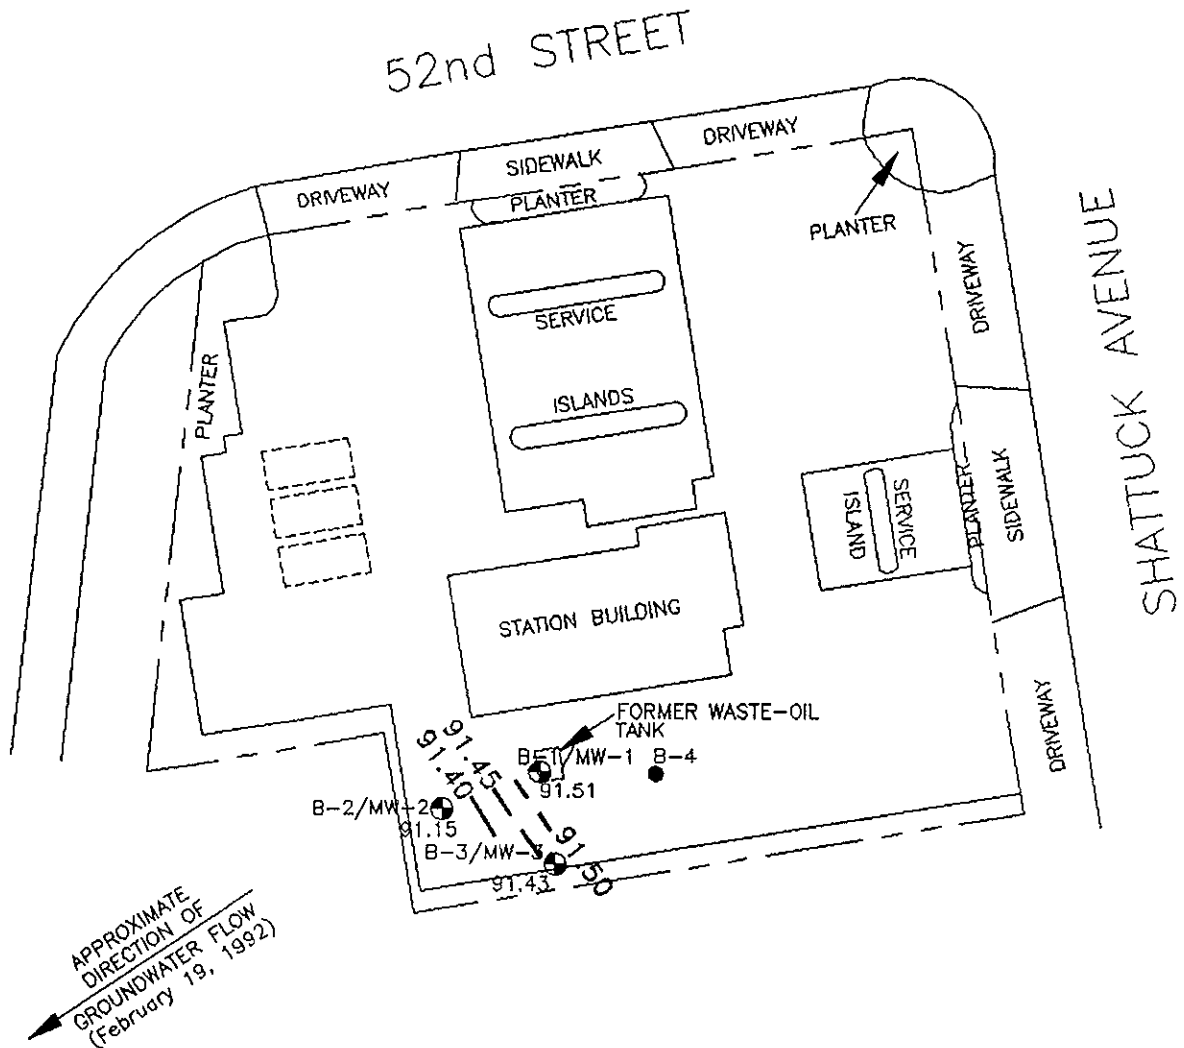 52nd STREET
DRIVEWAY
SIDEWALK
DRIVEWAY
PLANTER
PLANTER
SHATTUCK AVENUE
DRIVEWAY
SERVICE
ISLANDS
PLANTER
SERVICE
ISLAND
PLANTER
SIDEWALK
STATION BUILDING
DRIVEWAY
FORMER WASTE-OIL
TANK
91.45
91.40
B-1/MW-1
B-4
91.51
B-2/MW-2
91.15
B-3/MW-3
91.43
91.50
APPROXIMATE
DIRECTION OF
GROUNDWATER FLOW
(February 19, 1992)